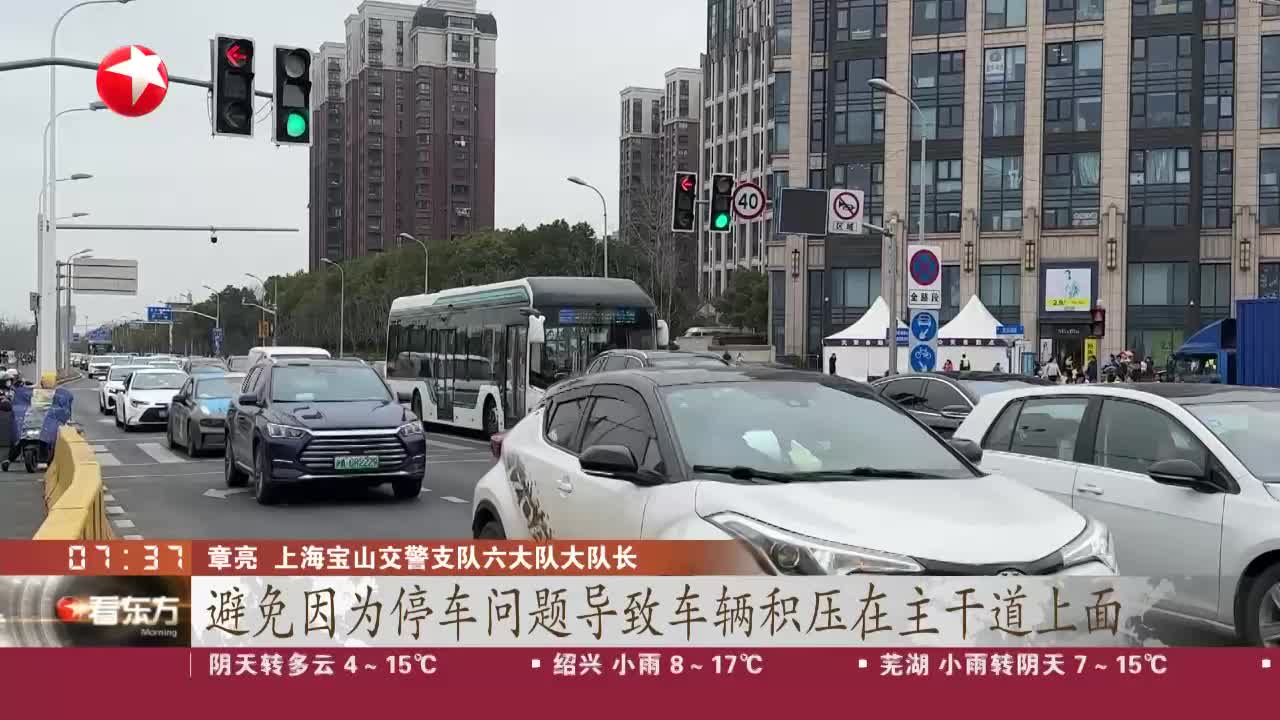 40
区域
全路段
沪A·DR2229
07:37
章亮 上海宝山交警支队六大队大队长
看东方
Morning
避免因为停车问题导致车辆积压在主干道上面
阴天转多云 4~15℃ ▪ 绍兴 小雨 8~17℃ ▪ 芜湖 小雨转阴天 7~15℃ ▪